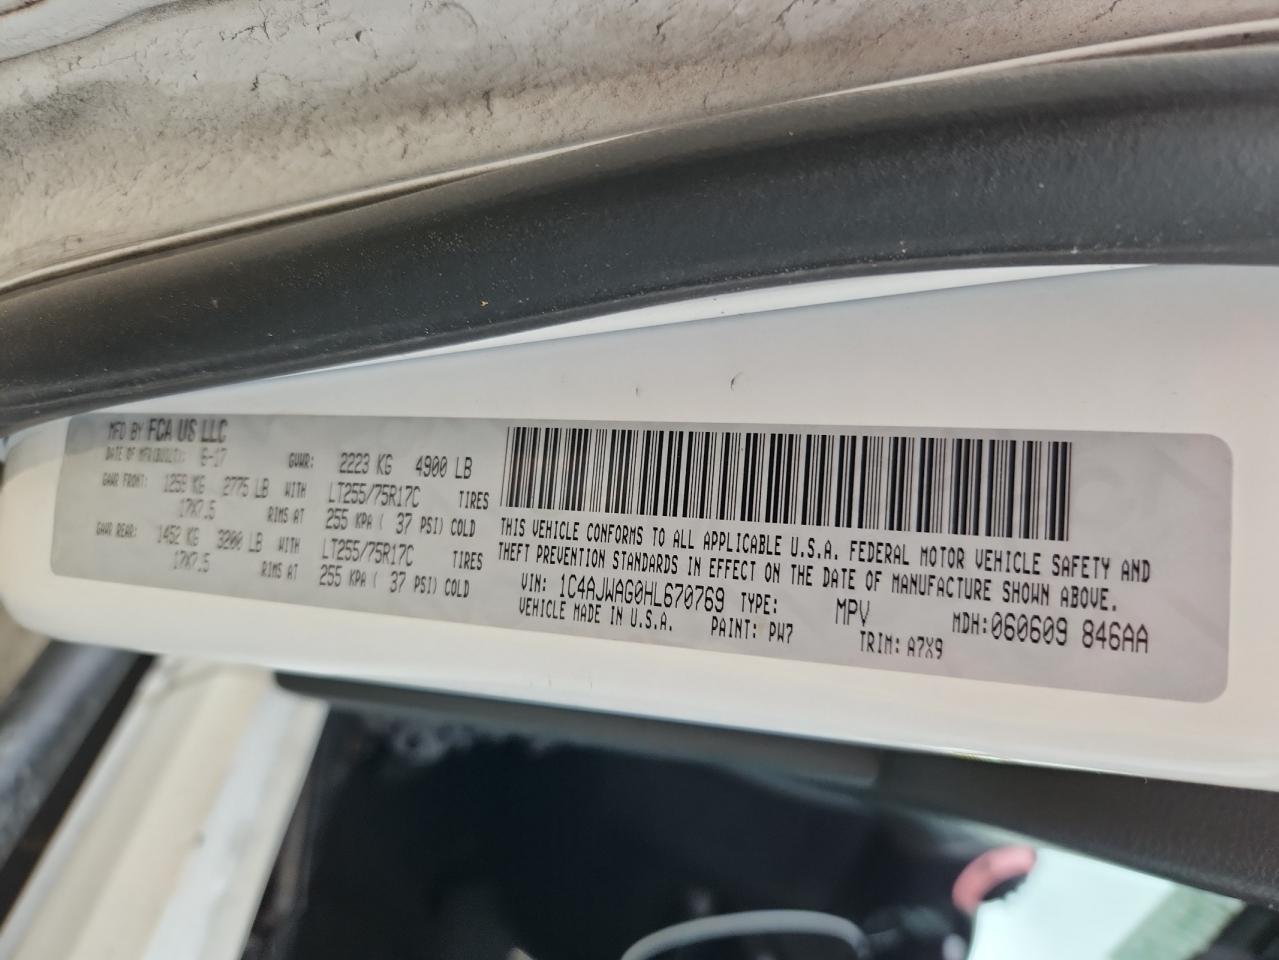 MFD BY FCA US LLC
DATE OF MFR(BUILT): 6-17 GVWR: 2223 KG 4900 LB
GAWR FRONT: 1259 KG 2775 LB WITH LT255/75R17C TIRES
17X7.5 RIMS AT 255 KPA ( 37 PSI) COLD
GAWR REAR: 1452 KG 3200 LB WITH LT255/75R17C TIRES
17X7.5 RIMS AT 255 KPA ( 37 PSI) COLD
THIS VEHICLE CONFORMS TO ALL APPLICABLE U.S.A. FEDERAL MOTOR VEHICLE SAFETY AND
THEFT PREVENTION STANDARDS IN EFFECT ON THE DATE OF MANUFACTURE SHOWN ABOVE.
VIN: 1C4AJWAG0HL670769 TYPE: MPV MDH:060609 846AA
VEHICLE MADE IN U.S.A. PAINT: PW7 TRIM: A7X9